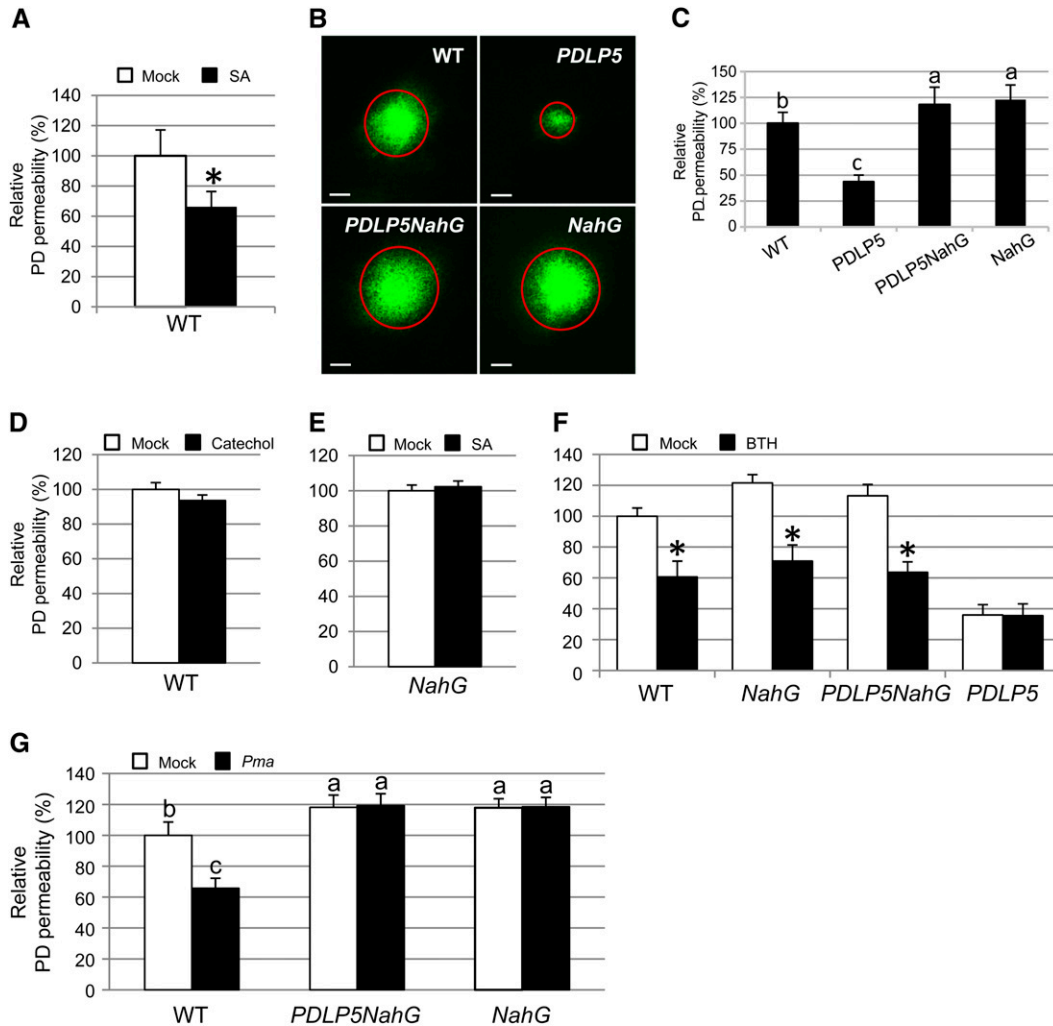 A
Mock SA
140
120
100
80
60
40
20
0
Relative
PD permeability (%)
*
WT
B
WT
PDLP5
PDLP5NahG
NahG
C
150
125
100
75
50
25
0
Relative
PD.permeability (%)
b
c
a
a
WT
PDLP5
PDLP5NahG
NahG
D
Mock Catechol
120
100
80
60
40
20
0
Relative
PD permeability (%)
WT
E
Mock SA
120
100
80
60
40
20
0
NahG
F
Mock BTH
140
120
100
80
60
40
20
0
*
*
*
WT NahG PDLP5NahG PDLP5
G
Mock Pma
140
120
100
80
60
40
20
0
Relative
PD permeability (%)
b
c
a a
a a
WT PDLP5NahG NahG